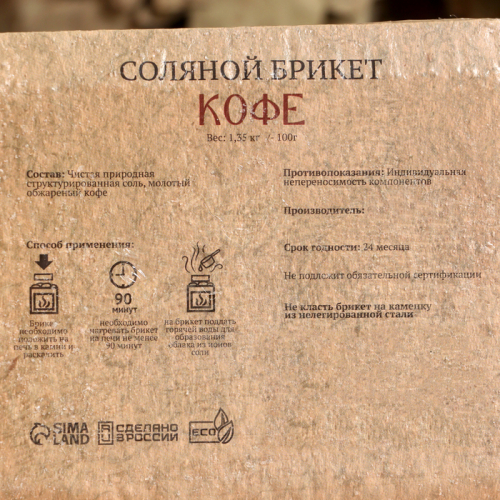 СОЛЯНОЙ БРИКЕТ
КОФЕ
Вес: 1,35 кг +/- 100г
Состав: Чистая природная
структурированная соль, молотый
обжареный кофе
Способ применения:
Брикет
необходимо
положить на
печь в камни и
раскалить
90
минут
необходимо
нагревать брикет
на печи не менее
90 минут
на брикет поддать
горячей воды для
образования
облака из ионов
соли
Противопоказания: Индивидуальная
непереносимость компонентов
Производитель:
Срок годности: 24 месяца
Не подлежит обязательной сертификации
Не класть брикет на каменку
из нелегированной стали
SIMA
LAND
СДЕЛАНО
В РОССИИ
ECO